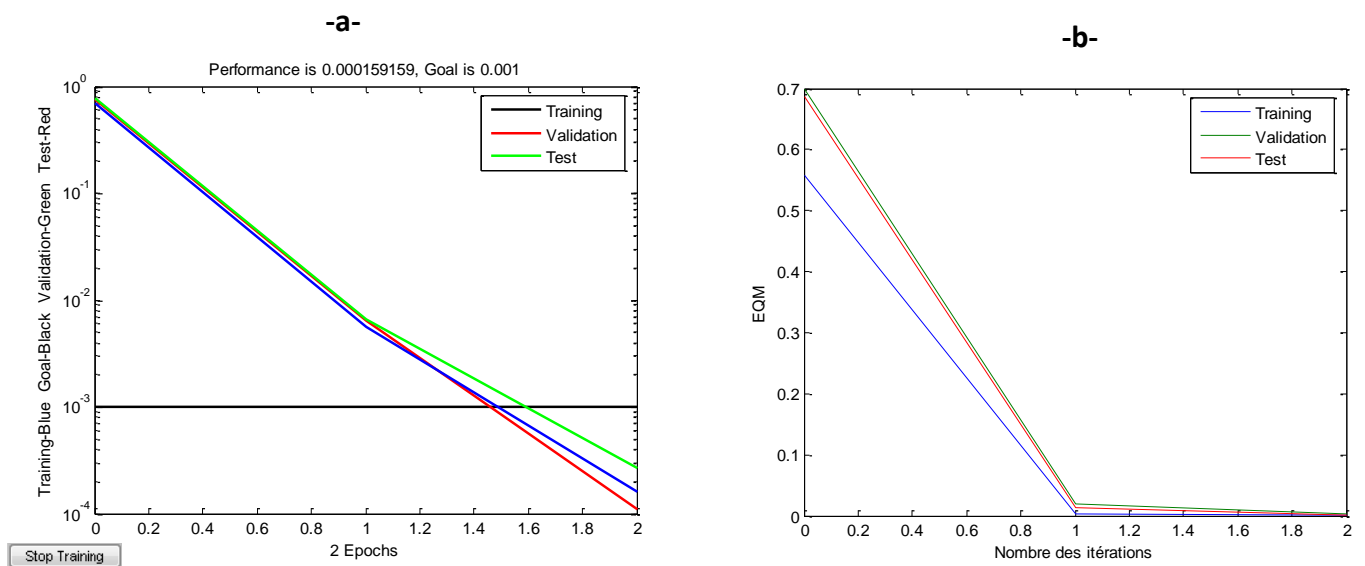 -a-
Performance is 0.000159159, Goal is 0.001
Training-Blue Goal-Black Validation-Green Test-Red
10^0
10^-1
10^-2
10^-3
10^-4
Training
Validation
Test
0 0.2 0.4 0.6 0.8 1 1.2 1.4 1.6 1.8 2
2 Epochs
Stop Training
-b-
EQM
0.7
0.6
0.5
0.4
0.3
0.2
0.1
0
Training
Validation
Test
0 0.2 0.4 0.6 0.8 1 1.2 1.4 1.6 1.8 2
Nombre des itérations